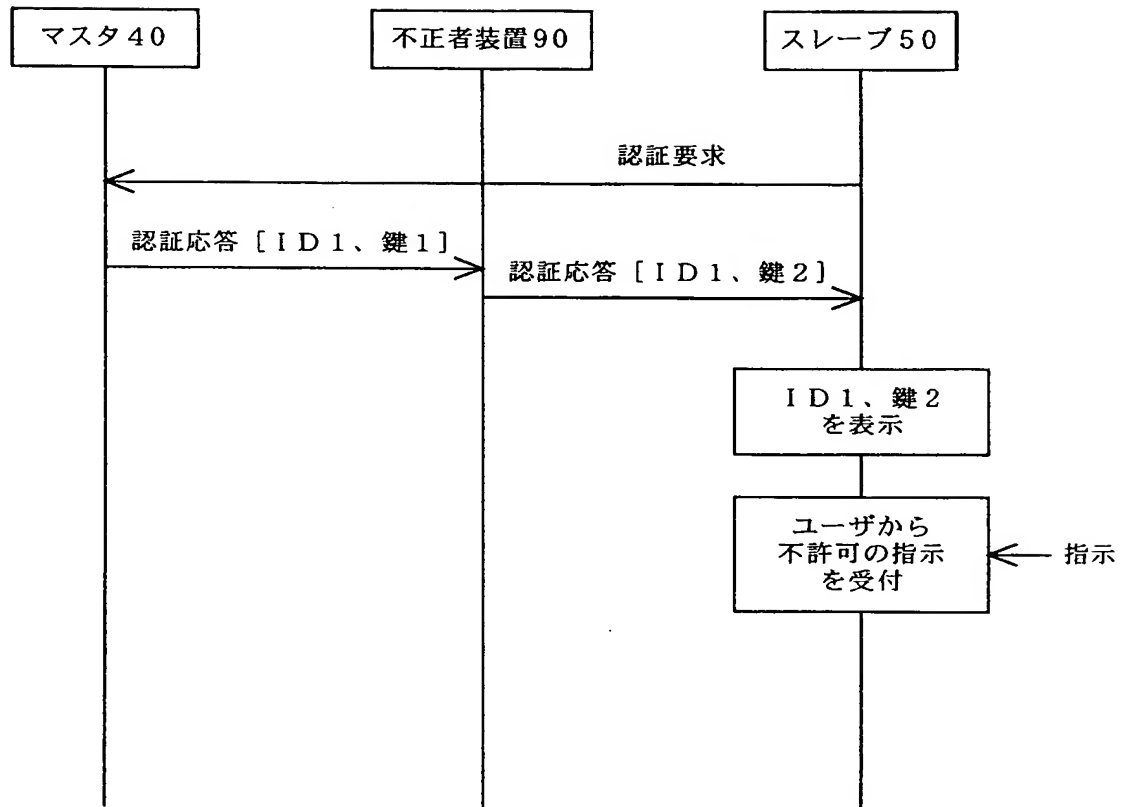 マスタ40
不正者装置90
スレーブ50
認証要求
認証応答［ID1、鍵1］
認証応答［ID1、鍵2］
ID1、鍵2
を表示
ユーザから
不許可の指示
を受付
指示